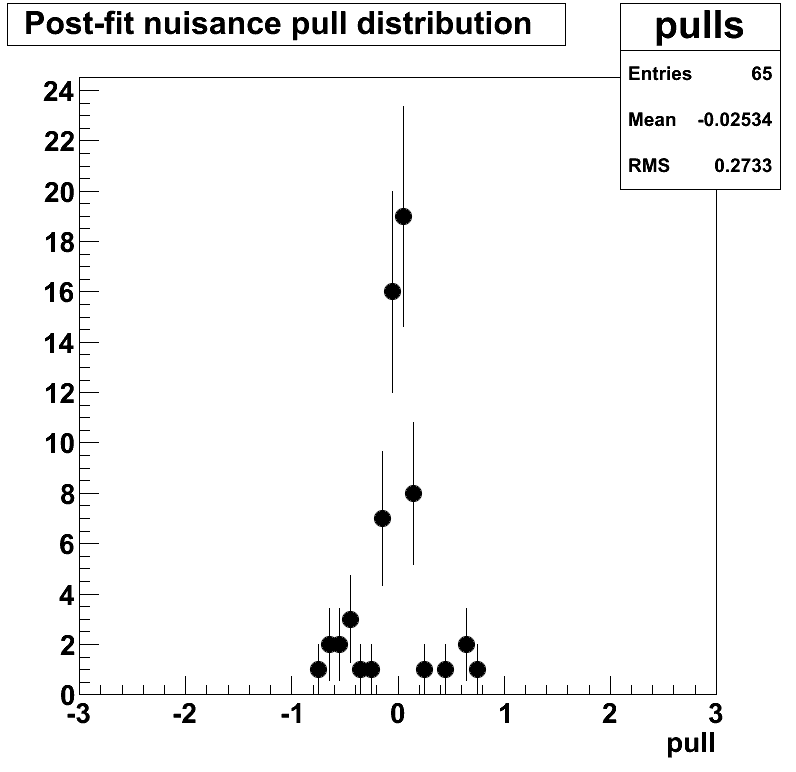 Post-fit nuisance pull distribution
pulls
Entries 65
Mean -0.02534
RMS 0.2733
24
22
20
18
16
14
12
10
8
6
4
2
0
-3 -2 -1 0 1 2 3
pull